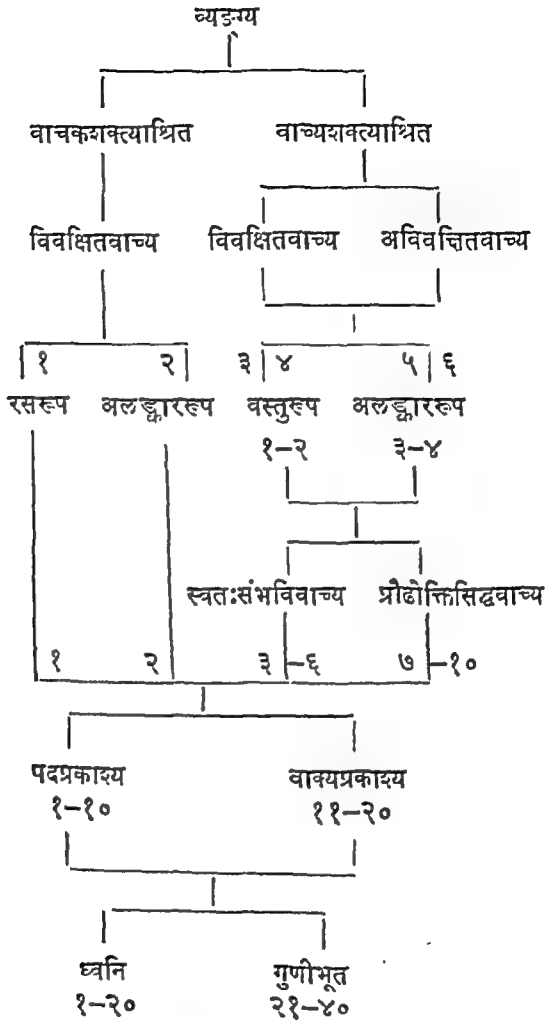 व्यङग्य
वाचकशक्त्याश्रित वाच्यशक्त्याश्रित
विवक्षितवाच्य विवक्षितवाच्य अविवत्तितवाच्य
१ २ ३ ४ ५ ६
रसरूप अलङ्काररूप वस्तुरूप अलङ्काररूप
१-२ ३-४
स्वतःसंभविवाच्य प्रौढोक्तिसिद्धवाच्य
१ २ ३-६ ७-१०
पदप्रकाश्य वाक्यप्रकाश्य
१-१० ११-२०
ध्वनि गुणीभूत
१-२० २१-४०